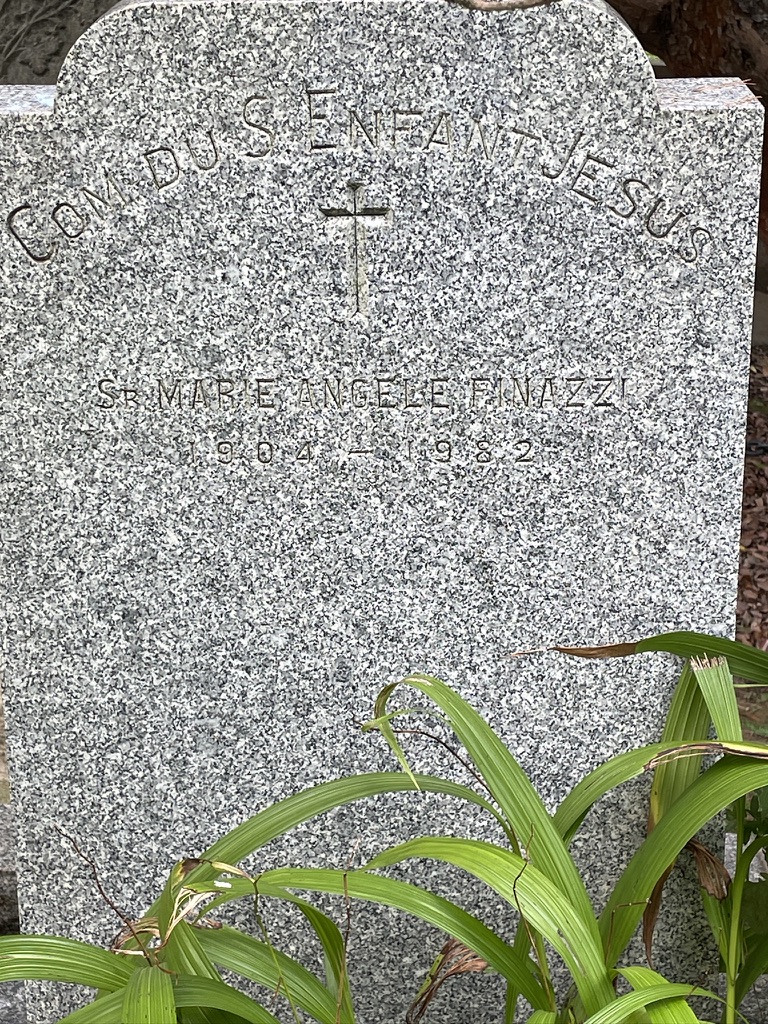 COM. DU S ENFANT JESUS
SR MARIE ANGELE FINAZZI
1904 – 1982